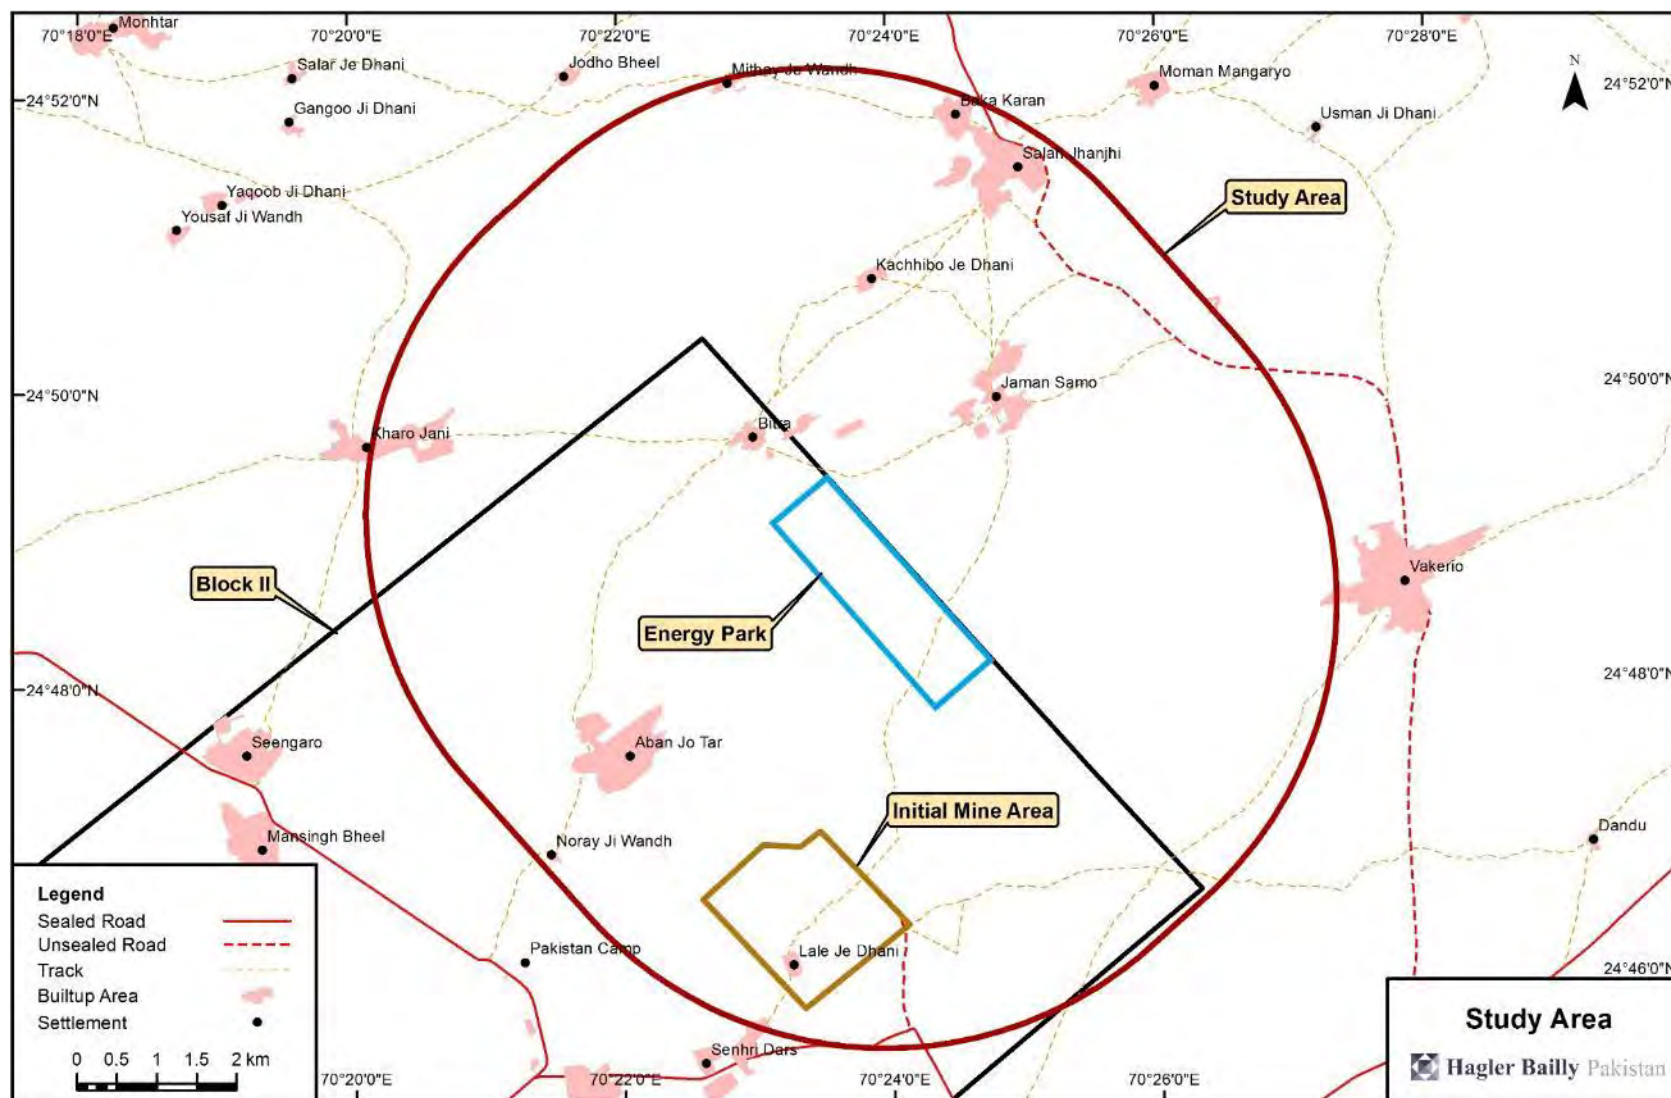 Monhtar
70°18'0"E
70°20'0"E
70°22'0"E
70°24'0"E
70°26'0"E
70°28'0"E
Salar Je Dhani
Jodho Bheel
Mithay Je Wandh
Moman Mangaryo
N
24°52'0"N
24°52'0"N
Gangoo Ji Dhani
Baka Karan
Usman Ji Dhani
Salah Jhanjhi
Yaqoob Ji Dhani
Study Area
Yousaf Ji Wandh
Kachhibo Je Dhani
24°50'0"N
24°50'0"N
Jaman Samo
Bitra
Kharo Jani
Vakerio
Block II
Energy Park
24°48'0"N
24°48'0"N
Seengaro
Aban Jo Tar
Initial Mine Area
Dandu
Mansingh Bheel
Noray Ji Wandh
Pakistan Camp
Lale Je Dhani
24°46'0"N
Senhri Dars
Legend
Sealed Road
Unsealed Road
Track
Builtup Area
Settlement
0 0.5 1 1.5 2 km
70°20'0"E
70°22'0"E
70°24'0"E
70°26'0"E
Study Area
Hagler Bailly Pakistan